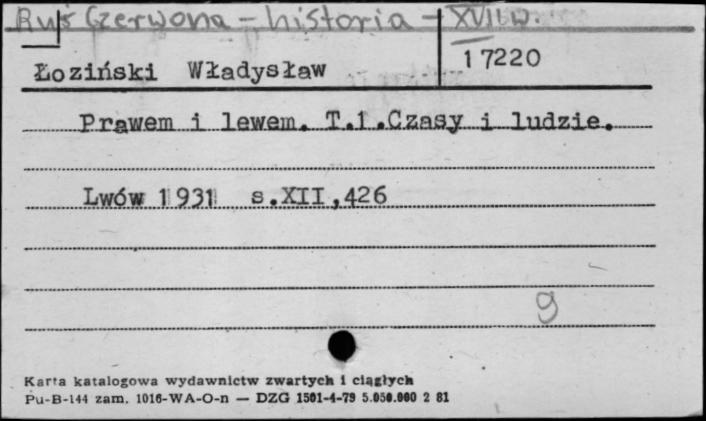 Ruś Czerwona - historia - XVII w.
17220
Łoziński Władysław
Prawem i lewem. T.1.Czasy i ludzie.
Lwów 1931 s.XII,426
9
Karta katalogowa wydawnictw zwartych i ciągłych
Pu-B-144 zam. 1016-WA-O-n — DZG 1501-4-79 5.050.000 2 81